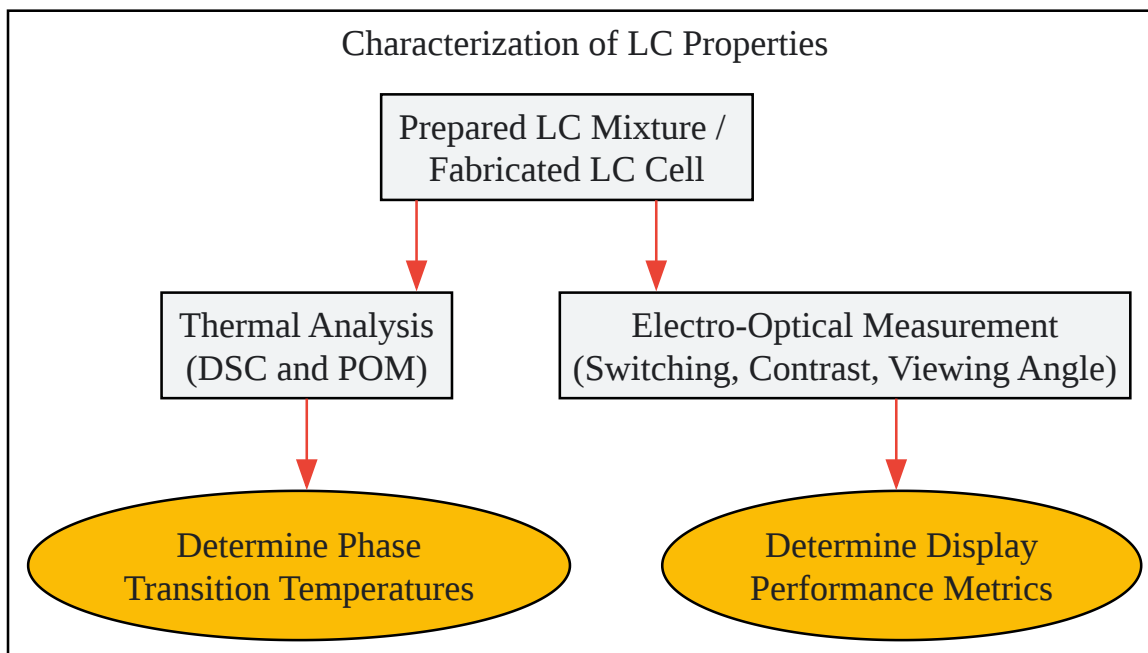 Characterization of LC Properties
Prepared LC Mixture /
Fabricated LC Cell
Thermal Analysis
(DSC and POM)
Electro-Optical Measurement
(Switching, Contrast, Viewing Angle)
Determine Phase
Transition Temperatures
Determine Display
Performance Metrics